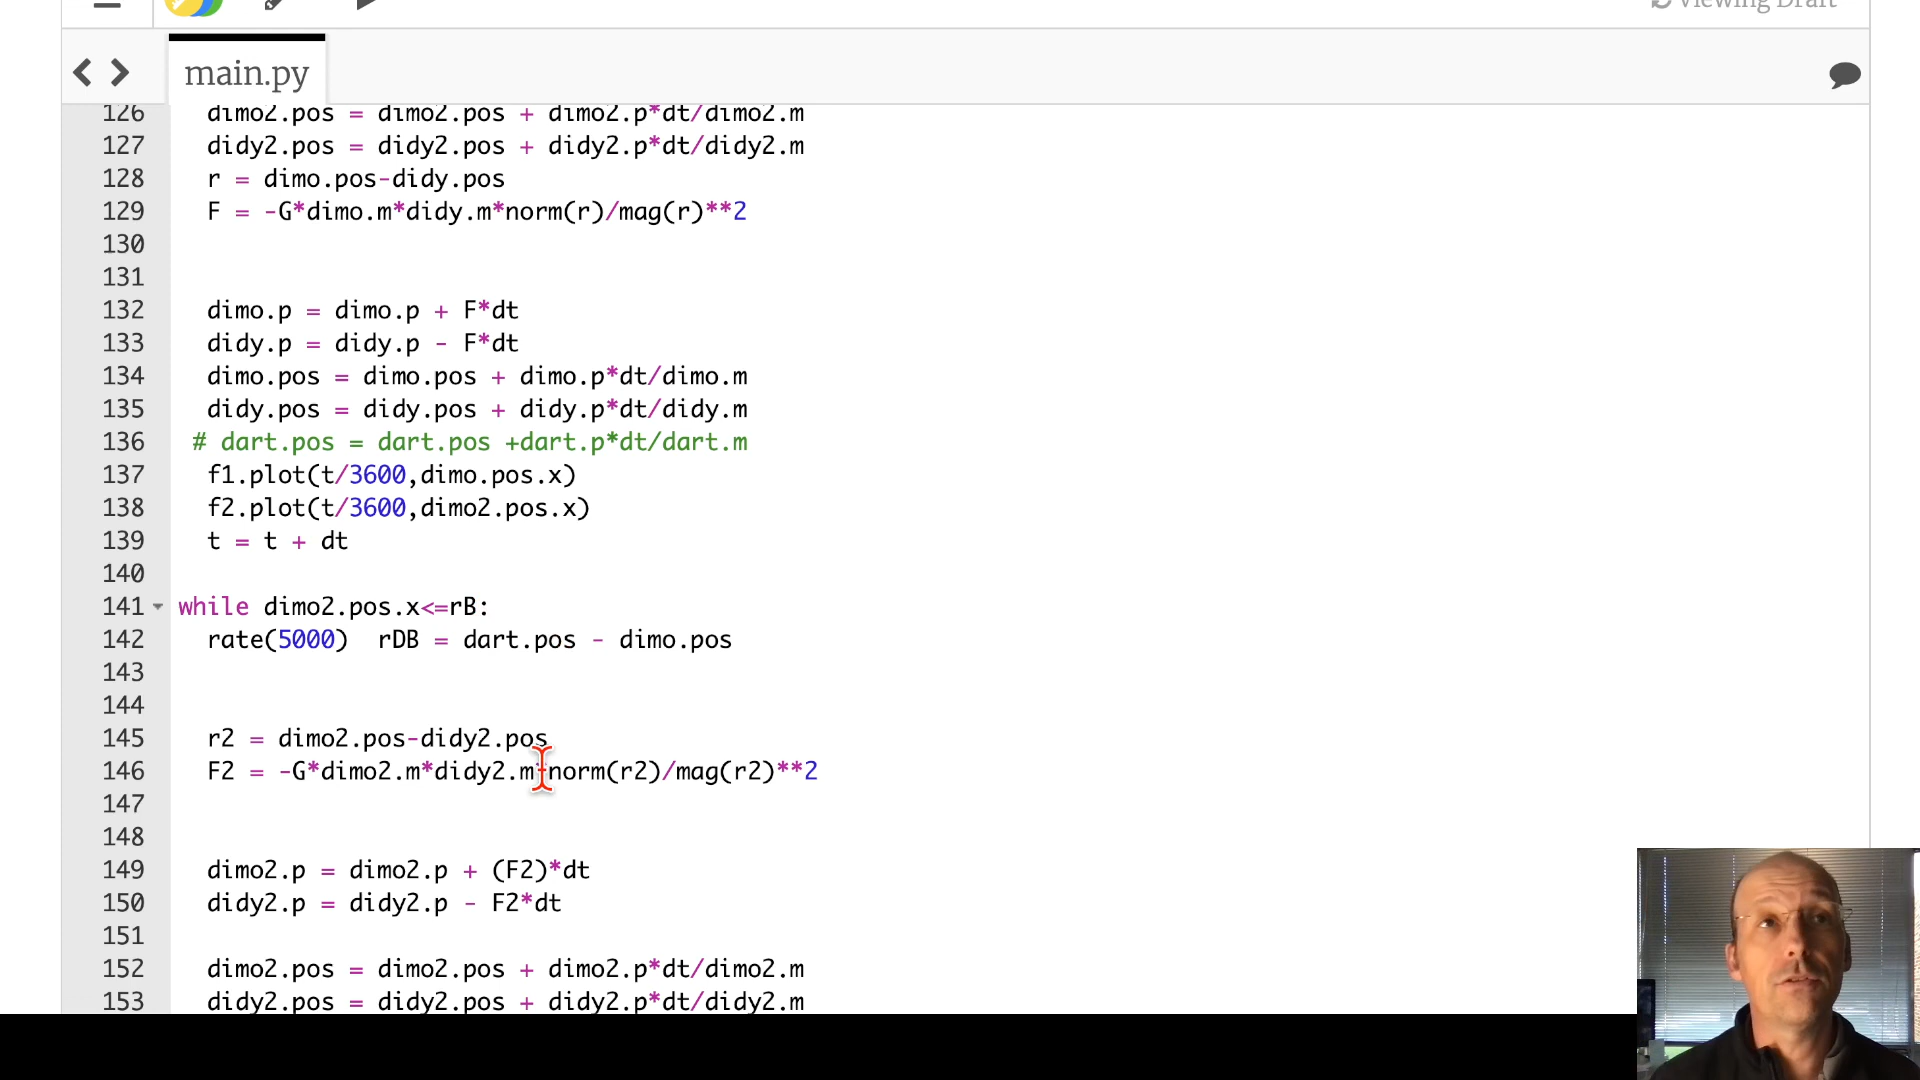 Viewing Draft
main.py
126 dimo2.pos = dimo2.pos + dimo2.p*dt/dimo2.m
127 didy2.pos = didy2.pos + didy2.p*dt/didy2.m
128 r = dimo.pos-didy.pos
129 F = -G*dimo.m*didy.m*norm(r)/mag(r)**2
130
131
132 dimo.p = dimo.p + F*dt
133 didy.p = didy.p - F*dt
134 dimo.pos = dimo.pos + dimo.p*dt/dimo.m
135 didy.pos = didy.pos + didy.p*dt/didy.m
136 # dart.pos = dart.pos +dart.p*dt/dart.m
137 f1.plot(t/3600,dimo.pos.x)
138 f2.plot(t/3600,dimo2.pos.x)
139 t = t + dt
140
141 while dimo2.pos.x<=rB:
142 rate(5000)  rDB = dart.pos - dimo.pos
143
144
145 r2 = dimo2.pos-didy2.pos
146 F2 = -G*dimo2.m*didy2.m*norm(r2)/mag(r2)**2
147
148
149 dimo2.p = dimo2.p + (F2)*dt
150 didy2.p = didy2.p - F2*dt
151
152 dimo2.pos = dimo2.pos + dimo2.p*dt/dimo2.m
153 didy2.pos = didy2.pos + didy2.p*dt/didy2.m